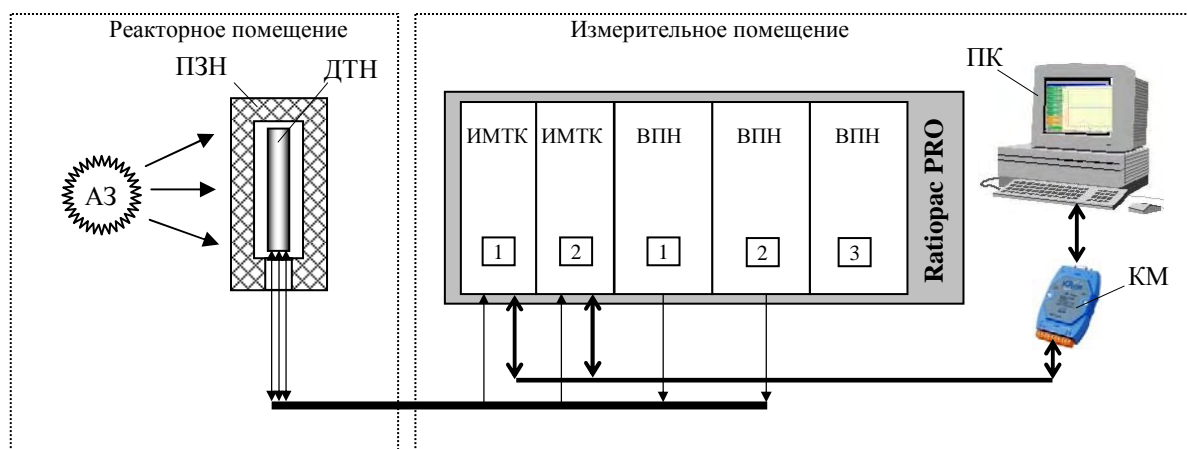 Реакторное помещение
Измерительное помещение
ПЗН
ДТН
АЗ
ИМТК
ИМТК
ВПН
ВПН
ВПН
1
2
1
2
3
Ratiopac PRO
ПК
КМ